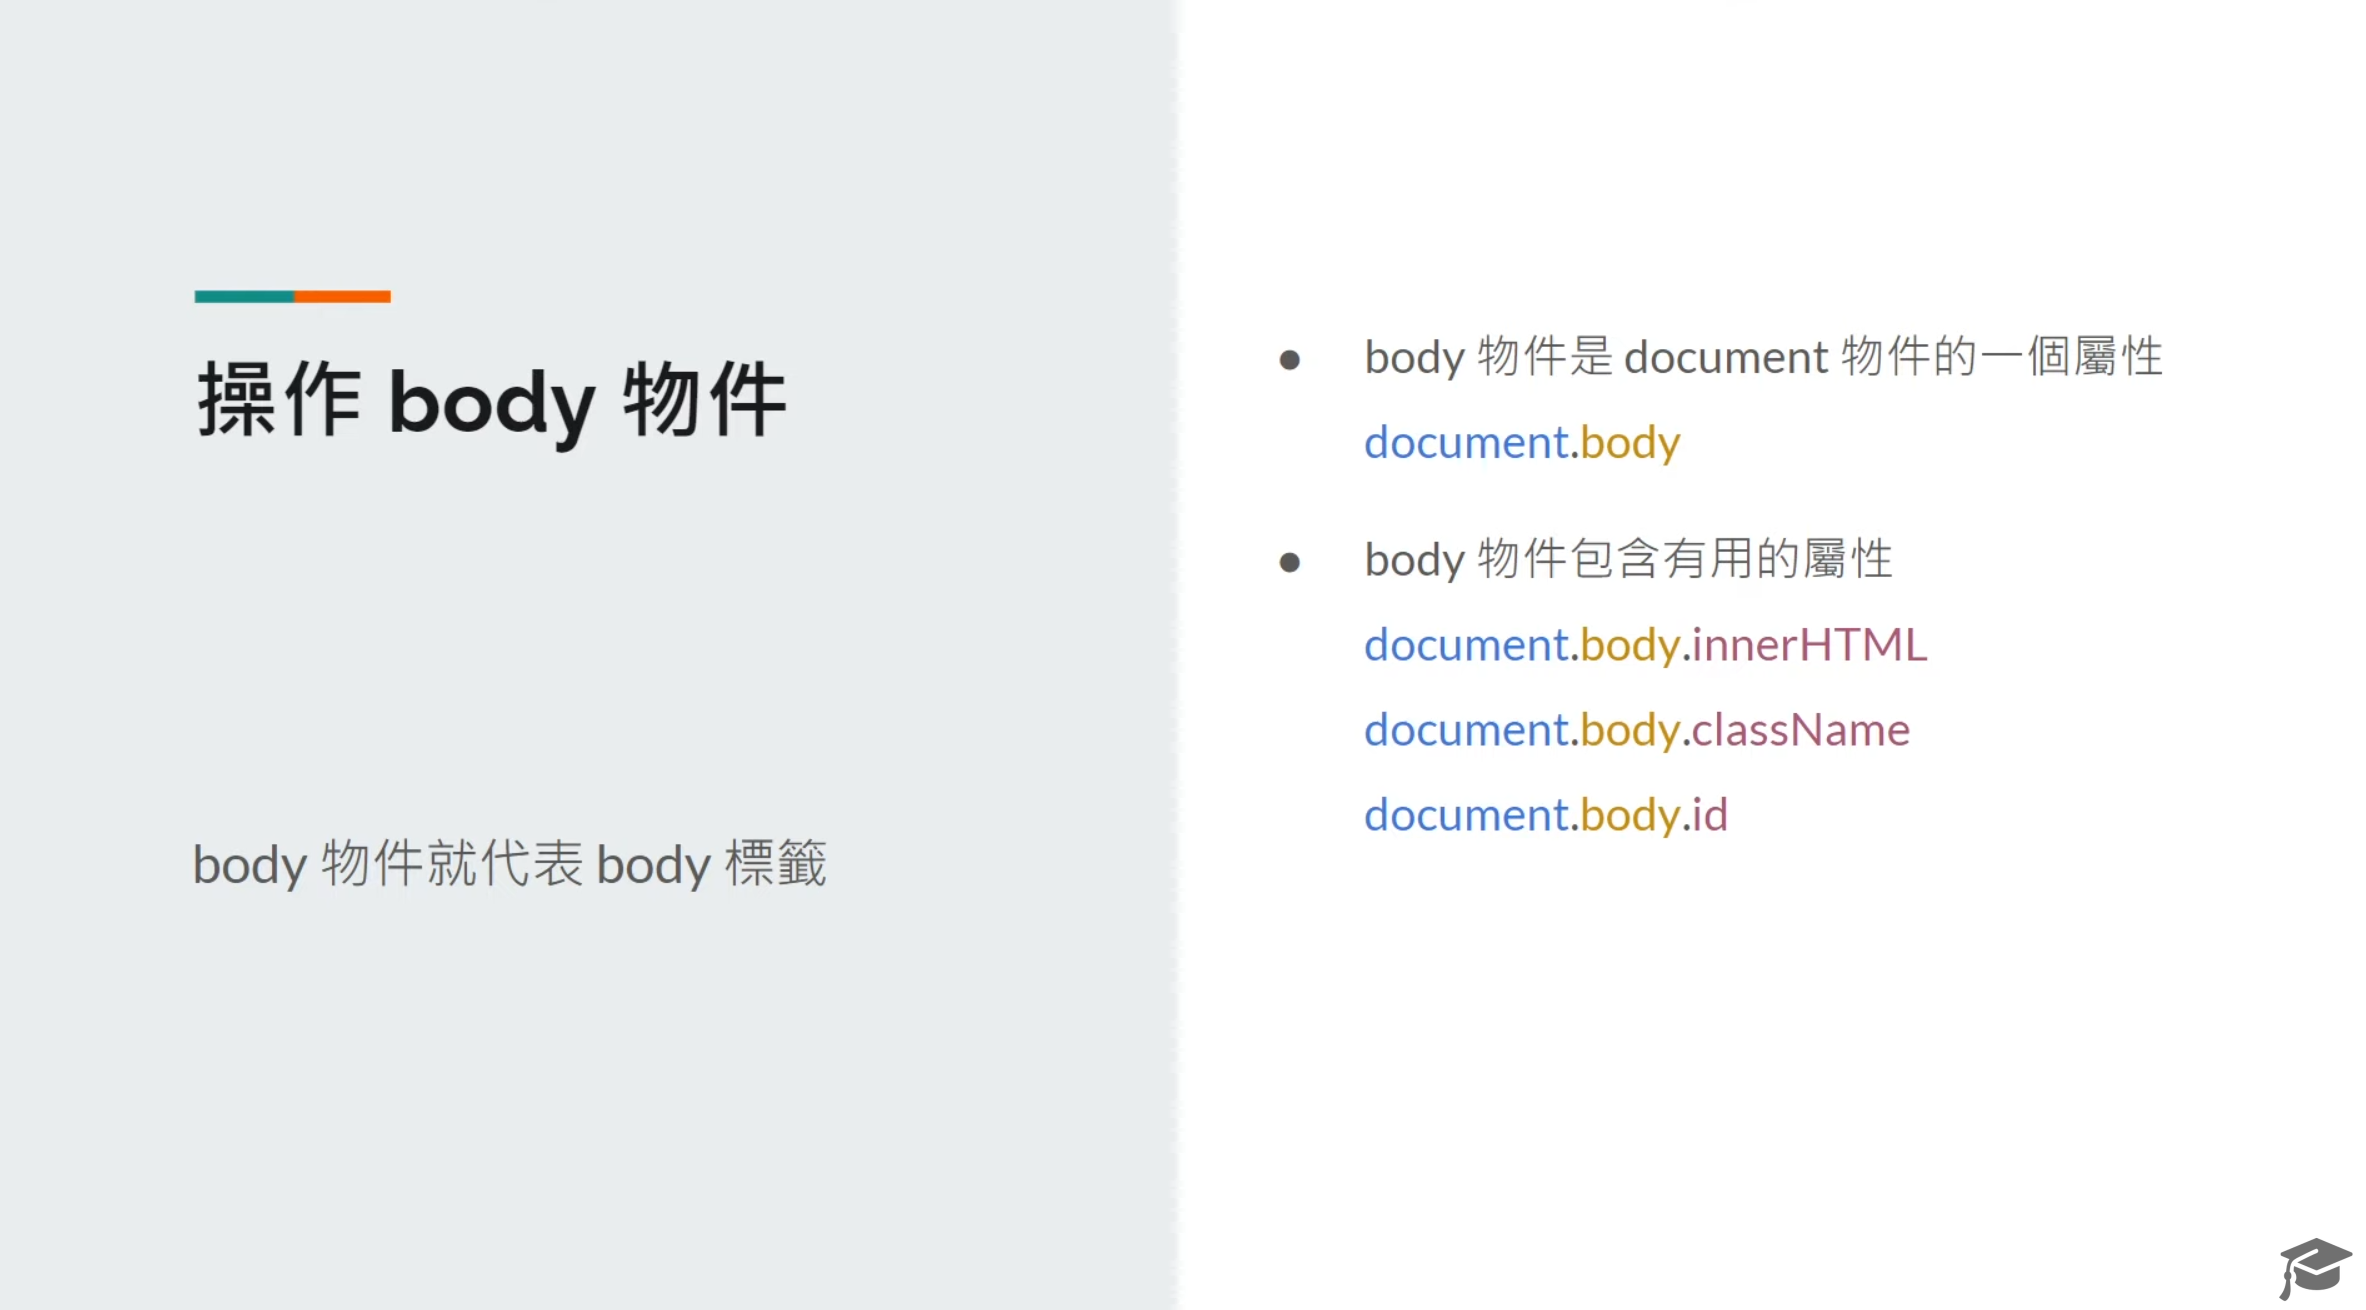 操作 body 物件
body 物件就代表 body 標籤
● body 物件是 document 物件的一個屬性
document.body
● body 物件包含有用的屬性
document.body.innerHTML
document.body.className
document.body.id